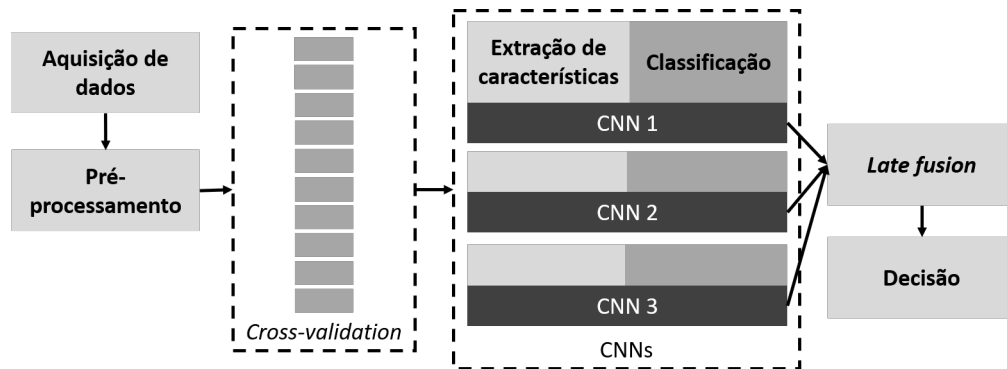 Aquisição de
dados
Pré-
processamento
Cross-validation
Extração de
características
Classificação
CNN 1
CNN 2
CNN 3
CNNs
Late fusion
Decisão